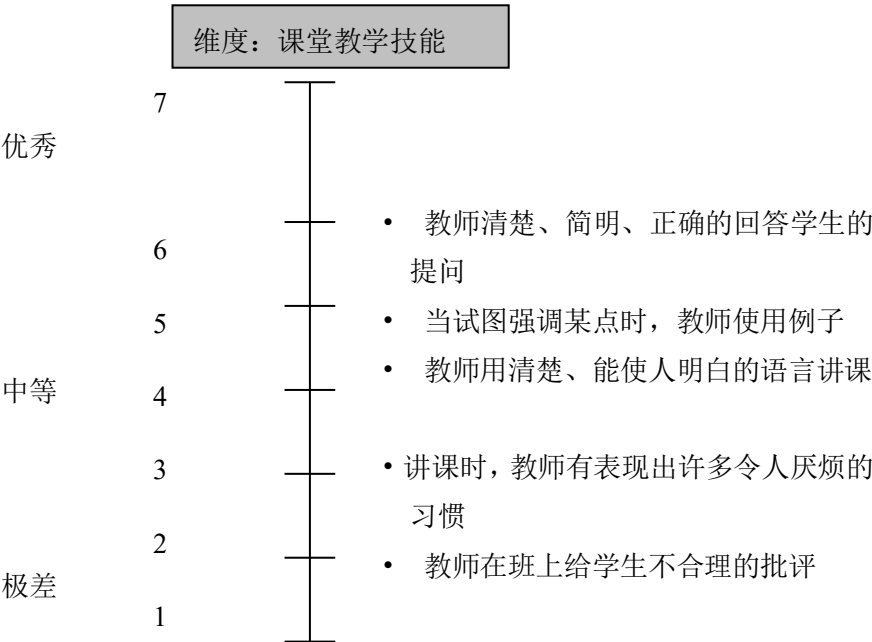 维度：课堂教学技能
7
优秀
• 教师清楚、简明、正确的回答学生的
6
提问
5
• 当试图强调某点时，教师使用例子
• 教师用清楚、能使人明白的语言讲课
中等
4
3
• 讲课时，教师有表现出许多令人厌烦的
习惯
2
• 教师在班上给学生不合理的批评
极差
1